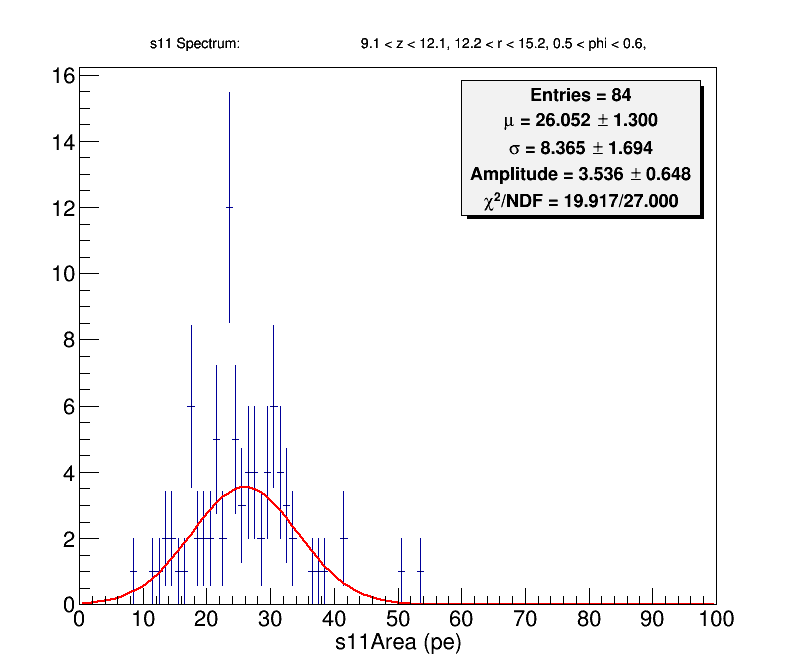 s11 Spectrum: 9.1 < z < 12.1, 12.2 < r < 15.2, 0.5 < phi < 0.6,
Entries = 84
μ = 26.052 ± 1.300
σ = 8.365 ± 1.694
Amplitude = 3.536 ± 0.648
χ²/NDF = 19.917/27.000
16
14
12
10
8
6
4
2
0
0 10 20 30 40 50 60 70 80 90 100
s11Area (pe)